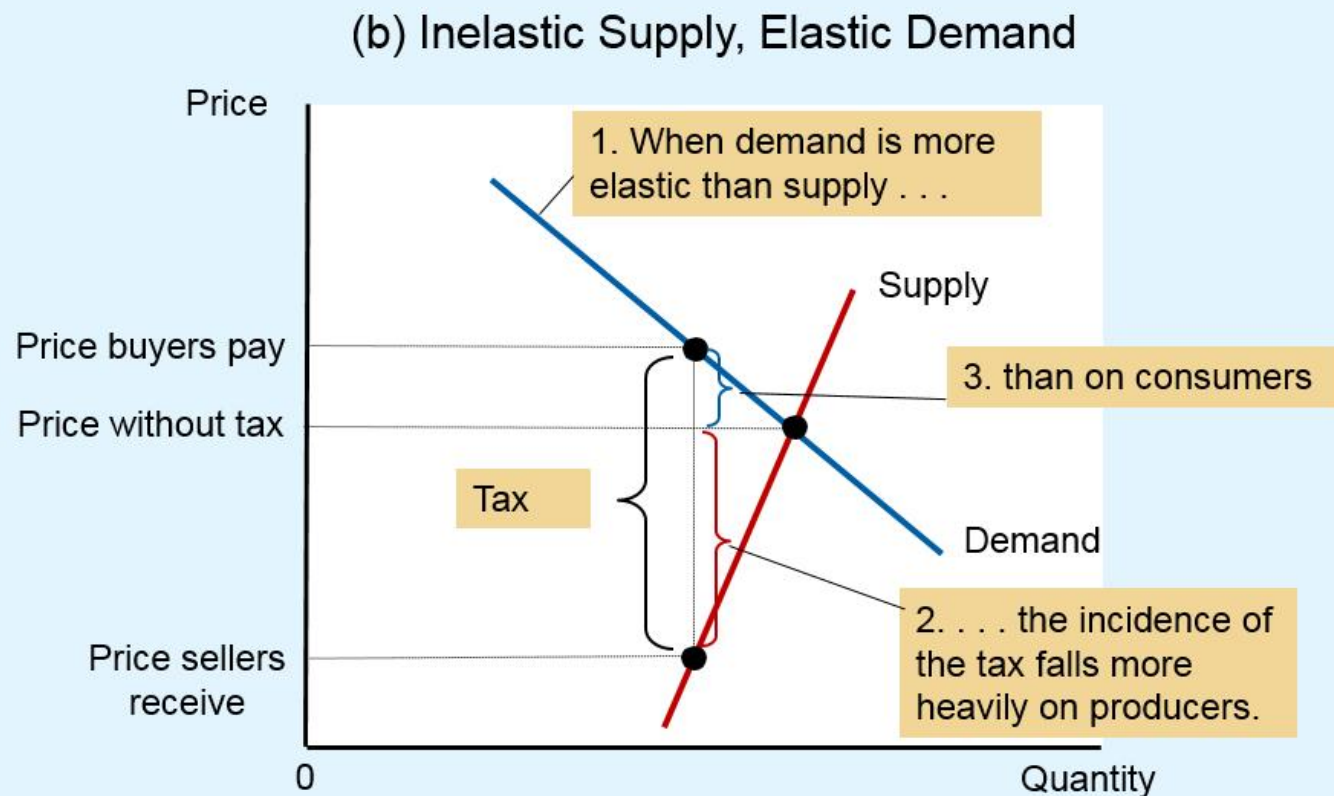 (b) Inelastic Supply, Elastic Demand
Price
1. When demand is more
elastic than supply . . .
Supply
Price buyers pay
3. than on consumers
Price without tax
Tax
Demand
2. . . . the incidence of
the tax falls more
heavily on producers.
Price sellers
receive
0
Quantity